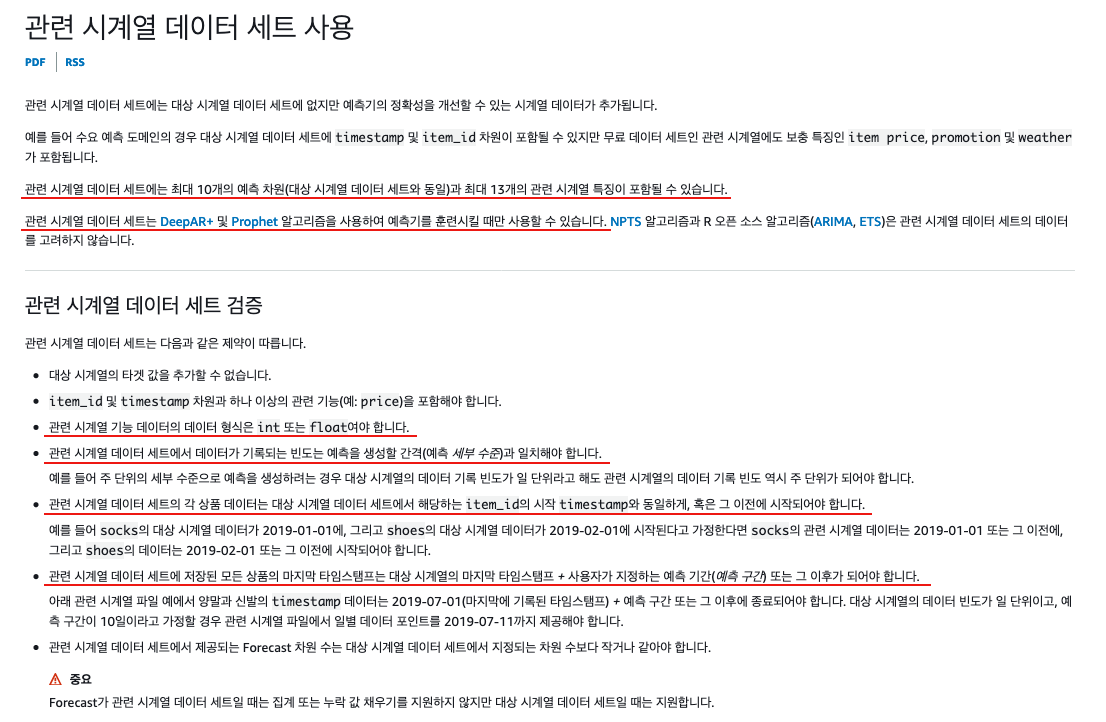 관련 시계열 데이터 세트 사용
PDF RSS
관련 시계열 데이터 세트에는 대상 시계열 데이터 세트에 없지만 예측기의 정확성을 개선할 수 있는 시계열 데이터가 추가됩니다.
예를 들어 수요 예측 도메인의 경우 대상 시계열 데이터 세트에 timestamp 및 item_id 차원이 포함될 수 있지만 무료 데이터 세트인 관련 시계열에도 보충 특징인 item price, promotion 및 weather
가 포함됩니다.
관련 시계열 데이터 세트에는 최대 10개의 예측 차원(대상 시계열 데이터 세트와 동일)과 최대 13개의 관련 시계열 특징이 포함될 수 있습니다.
관련 시계열 데이터 세트는 DeepAR+ 및 Prophet 알고리즘을 사용하여 예측기를 훈련시킬 때만 사용할 수 있습니다. NPTS 알고리즘과 R 오픈 소스 알고리즘(ARIMA, ETS)은 관련 시계열 데이터 세트의 데이터
를 고려하지 않습니다.
관련 시계열 데이터 세트 검증
관련 시계열 데이터 세트는 다음과 같은 제약이 따릅니다.
• 대상 시계열의 타겟 값을 추가할 수 없습니다.
• item_id 및 timestamp 차원과 하나 이상의 관련 기능(예: price)을 포함해야 합니다.
• 관련 시계열 기능 데이터의 데이터 형식은 int 또는 float여야 합니다.
• 관련 시계열 데이터 세트에서 데이터가 기록되는 빈도는 예측을 생성할 간격(예측 세부 수준)과 일치해야 합니다.
예를 들어 주 단위의 세부 수준으로 예측을 생성하려는 경우 대상 시계열의 데이터 기록 빈도가 일 단위라고 해도 관련 시계열의 데이터 기록 빈도 역시 주 단위가 되어야 합니다.
• 관련 시계열 데이터 세트의 각 상품 데이터는 대상 시계열 데이터 세트에서 해당하는 item_id의 시작 timestamp와 동일하게, 혹은 그 이전에 시작되어야 합니다.
예를 들어 socks의 대상 시계열 데이터가 2019-01-01에, 그리고 shoes의 대상 시계열 데이터가 2019-02-01에 시작된다고 가정한다면 socks의 관련 시계열 데이터는 2019-01-01 또는 그 이전에,
그리고 shoes의 데이터는 2019-02-01 또는 그 이전에 시작되어야 합니다.
• 관련 시계열 데이터 세트에 저장된 모든 상품의 마지막 타임스탬프는 대상 시계열의 마지막 타임스탬프 + 사용자가 지정하는 예측 기간(예측 구간) 또는 그 이후가 되어야 합니다.
아래 관련 시계열 파일 예에서 양말과 신발의 timestamp 데이터는 2019-07-01(마지막에 기록된 타임스탬프) + 예측 구간 또는 그 이후에 종료되어야 합니다. 대상 시계열의 데이터 빈도가 일 단위이고, 예
측 구간이 10일이라고 가정할 경우 관련 시계열 파일에서 일별 데이터 포인트를 2019-07-11까지 제공해야 합니다.
• 관련 시계열 데이터 세트에서 제공되는 Forecast 차원 수는 대상 시계열 데이터 세트에서 지정되는 차원 수보다 작거나 같아야 합니다.
중요
Forecast가 관련 시계열 데이터 세트일 때는 집계 또는 누락 값 채우기를 지원하지 않지만 대상 시계열 데이터 세트일 때는 지원합니다.